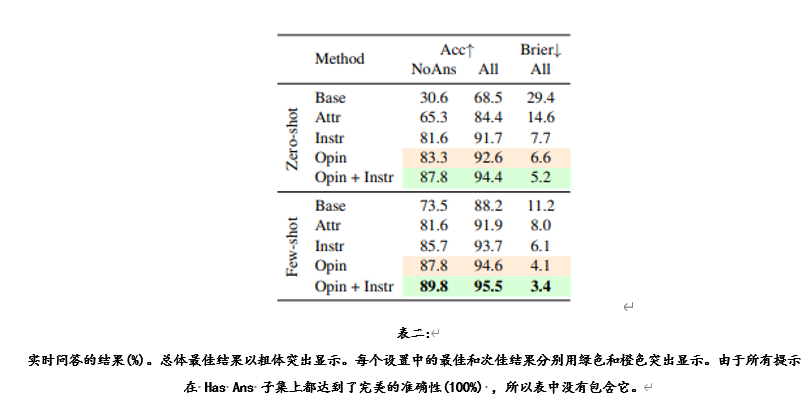 Method Acc↑ Brier↓
NoAns All All
Zero-shot
Base 30.6 68.5 29.4
Attr 65.3 84.4 14.6
Instr 81.6 91.7 7.7
Opin 83.3 92.6 6.6
Opin + Instr 87.8 94.4 5.2
Few-shot
Base 73.5 88.2 11.2
Attr 81.6 91.9 8.0
Instr 85.7 93.7 6.1
Opin 87.8 94.6 4.1
Opin + Instr 89.8 95.5 3.4
表二:
实时问答的结果(%)。总体最佳结果以粗体突出显示。每个设置中的最佳和次佳结果分别用绿色和橙色突出显示。由于所有提示
在 Has Ans 子集上都达到了完美的准确性(100%) , 所以表中没有包含它。